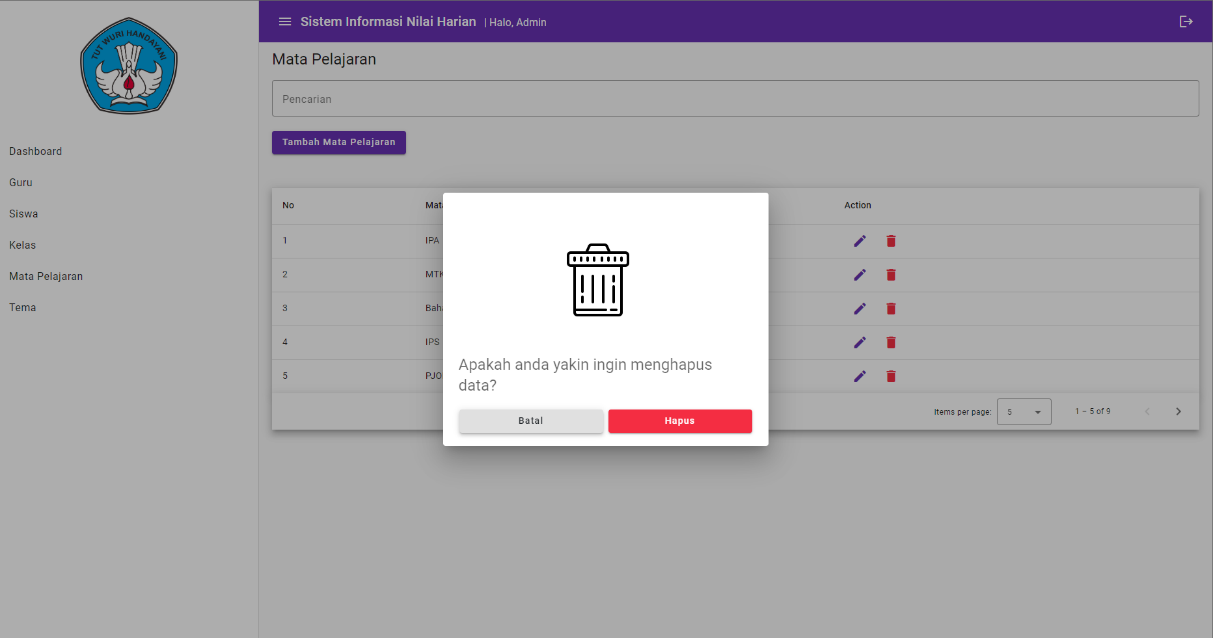 TUT WURI HANDAYANI
Sistem Informasi Nilai Harian | Halo, Admin
Mata Pelajaran
Pencarian
Tambah Mata Pelajaran
Dashboard
Guru
Siswa
Kelas
Mata Pelajaran
Tema
No Action
1 IPA
2
3
4 IPS
5
Items per page: 5 1 – 5 of 9
Apakah anda yakin ingin menghapus
data?
Batal Hapus